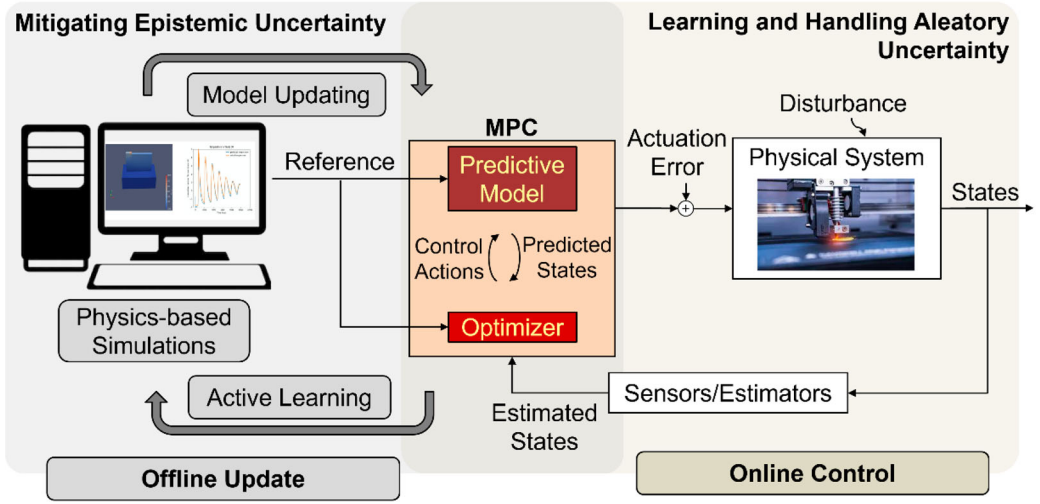 Mitigating Epistemic Uncertainty
Learning and Handling Aleatory
Uncertainty
Model Updating
Reference
Physics-based
Simulations
Active Learning
Offline Update
MPC
Predictive
Model
Control
Actions
Predicted
States
Optimizer
Estimated
States
Actuation
Error
+
Disturbance
Physical System
States
Sensors/Estimators
Online Control